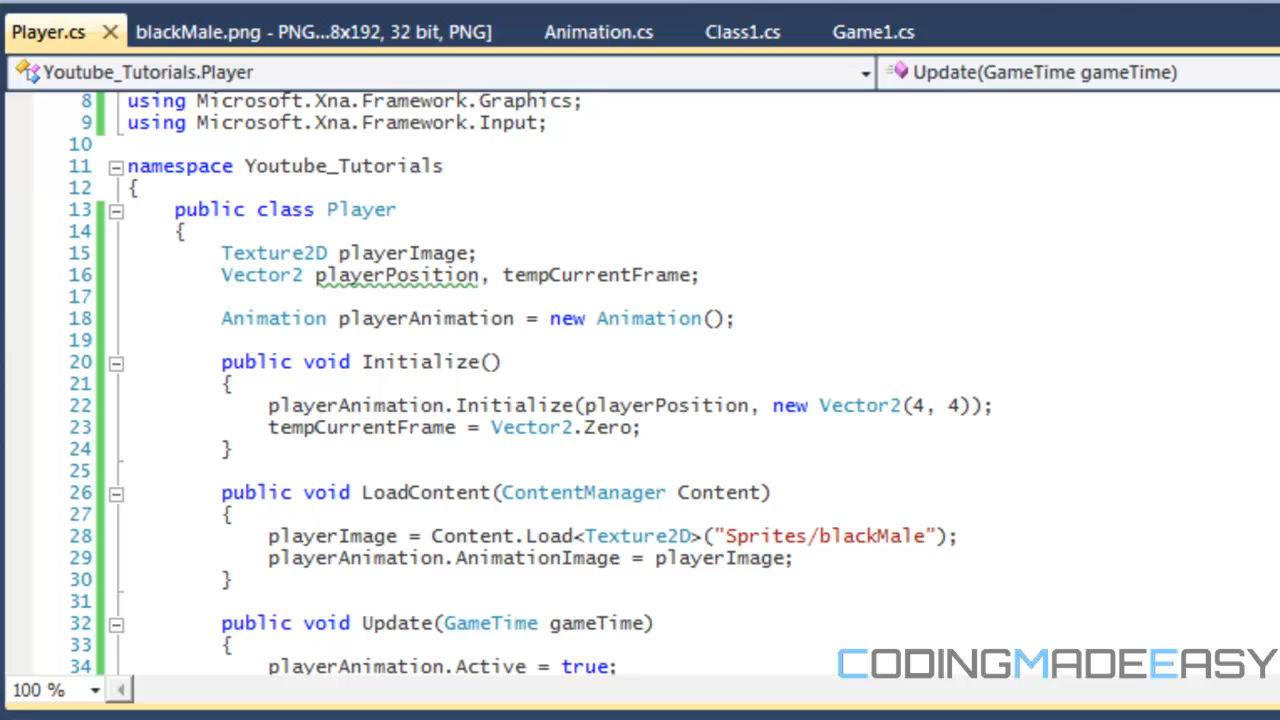 Player.cs
blackMale.png - PNG...8x192, 32 bit, PNG]
Animation.cs
Class1.cs
Game1.cs
Youtube_Tutorials.Player
Update(GameTime gameTime)
8 using Microsoft.Xna.Framework.Graphics;
9 using Microsoft.Xna.Framework.Input;
10
11 namespace Youtube_Tutorials
12 {
13 public class Player
14 {
15 Texture2D playerImage;
16 Vector2 playerPosition, tempCurrentFrame;
17
18 Animation playerAnimation = new Animation();
19
20 public void Initialize()
21 {
22 playerAnimation.Initialize(playerPosition, new Vector2(4, 4));
23 tempCurrentFrame = Vector2.Zero;
24 }
25
26 public void LoadContent(ContentManager Content)
27 {
28 playerImage = Content.Load<Texture2D>("Sprites/blackMale");
29 playerAnimation.AnimationImage = playerImage;
30 }
31
32 public void Update(GameTime gameTime)
33 {
34 playerAnimation.Active = true;
CODINGMADEEASY
100 %